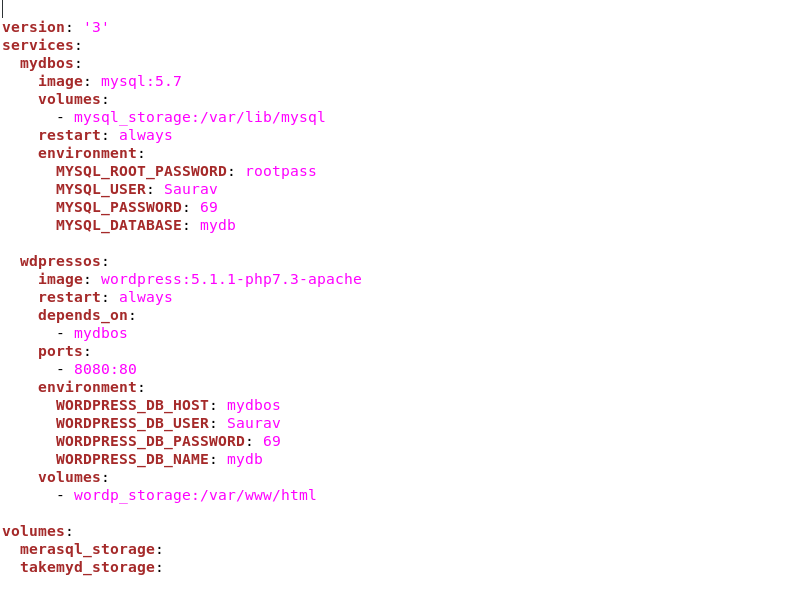 version: '3'
services:
  mydbos:
    image: mysql:5.7
    volumes:
      - mysql_storage:/var/lib/mysql
    restart: always
    environment:
      MYSQL_ROOT_PASSWORD: rootpass
      MYSQL_USER: Saurav
      MYSQL_PASSWORD: 69
      MYSQL_DATABASE: mydb

  wdpressos:
    image: wordpress:5.1.1-php7.3-apache
    restart: always
    depends_on:
      - mydbos
    ports:
      - 8080:80
    environment:
      WORDPRESS_DB_HOST: mydbos
      WORDPRESS_DB_USER: Saurav
      WORDPRESS_DB_PASSWORD: 69
      WORDPRESS_DB_NAME: mydb
    volumes:
      - wordp_storage:/var/www/html

volumes:
  merasql_storage:
  takemyd_storage: